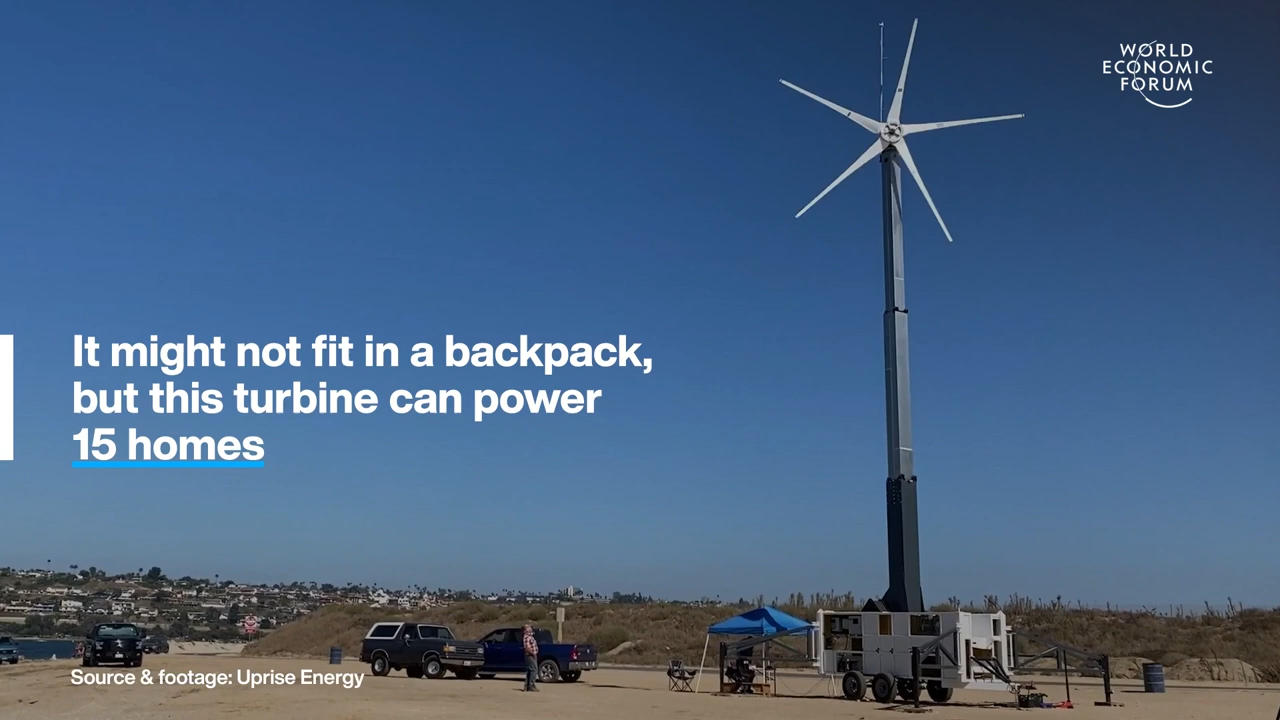 WORLD
ECONOMIC
FORUM
It might not fit in a backpack,
but this turbine can power
15 homes
Source & footage: Uprise Energy